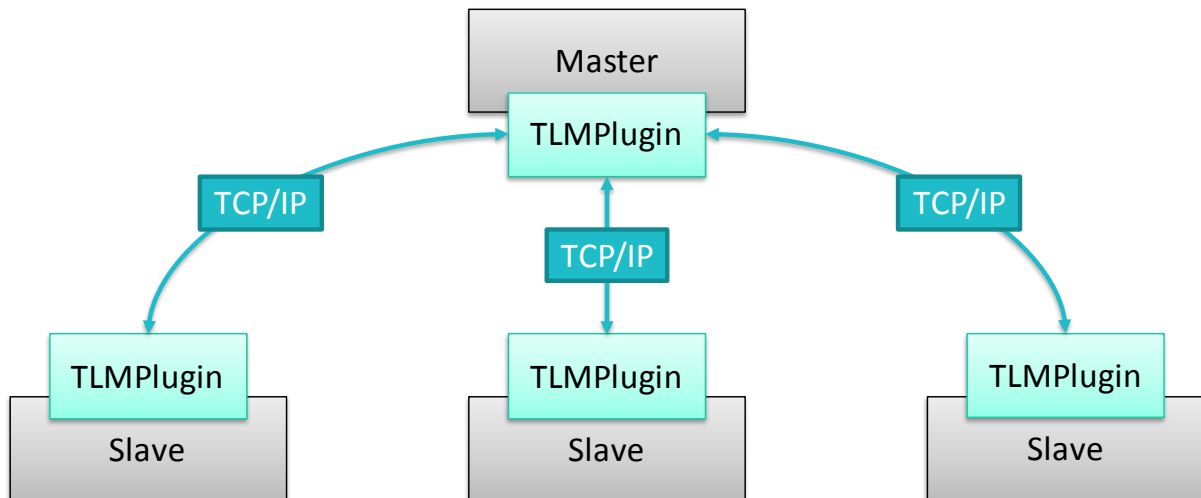 Master
TLMPlugin
TCP/IP
TCP/IP
TCP/IP
TLMPlugin
TLMPlugin
TLMPlugin
Slave
Slave
Slave